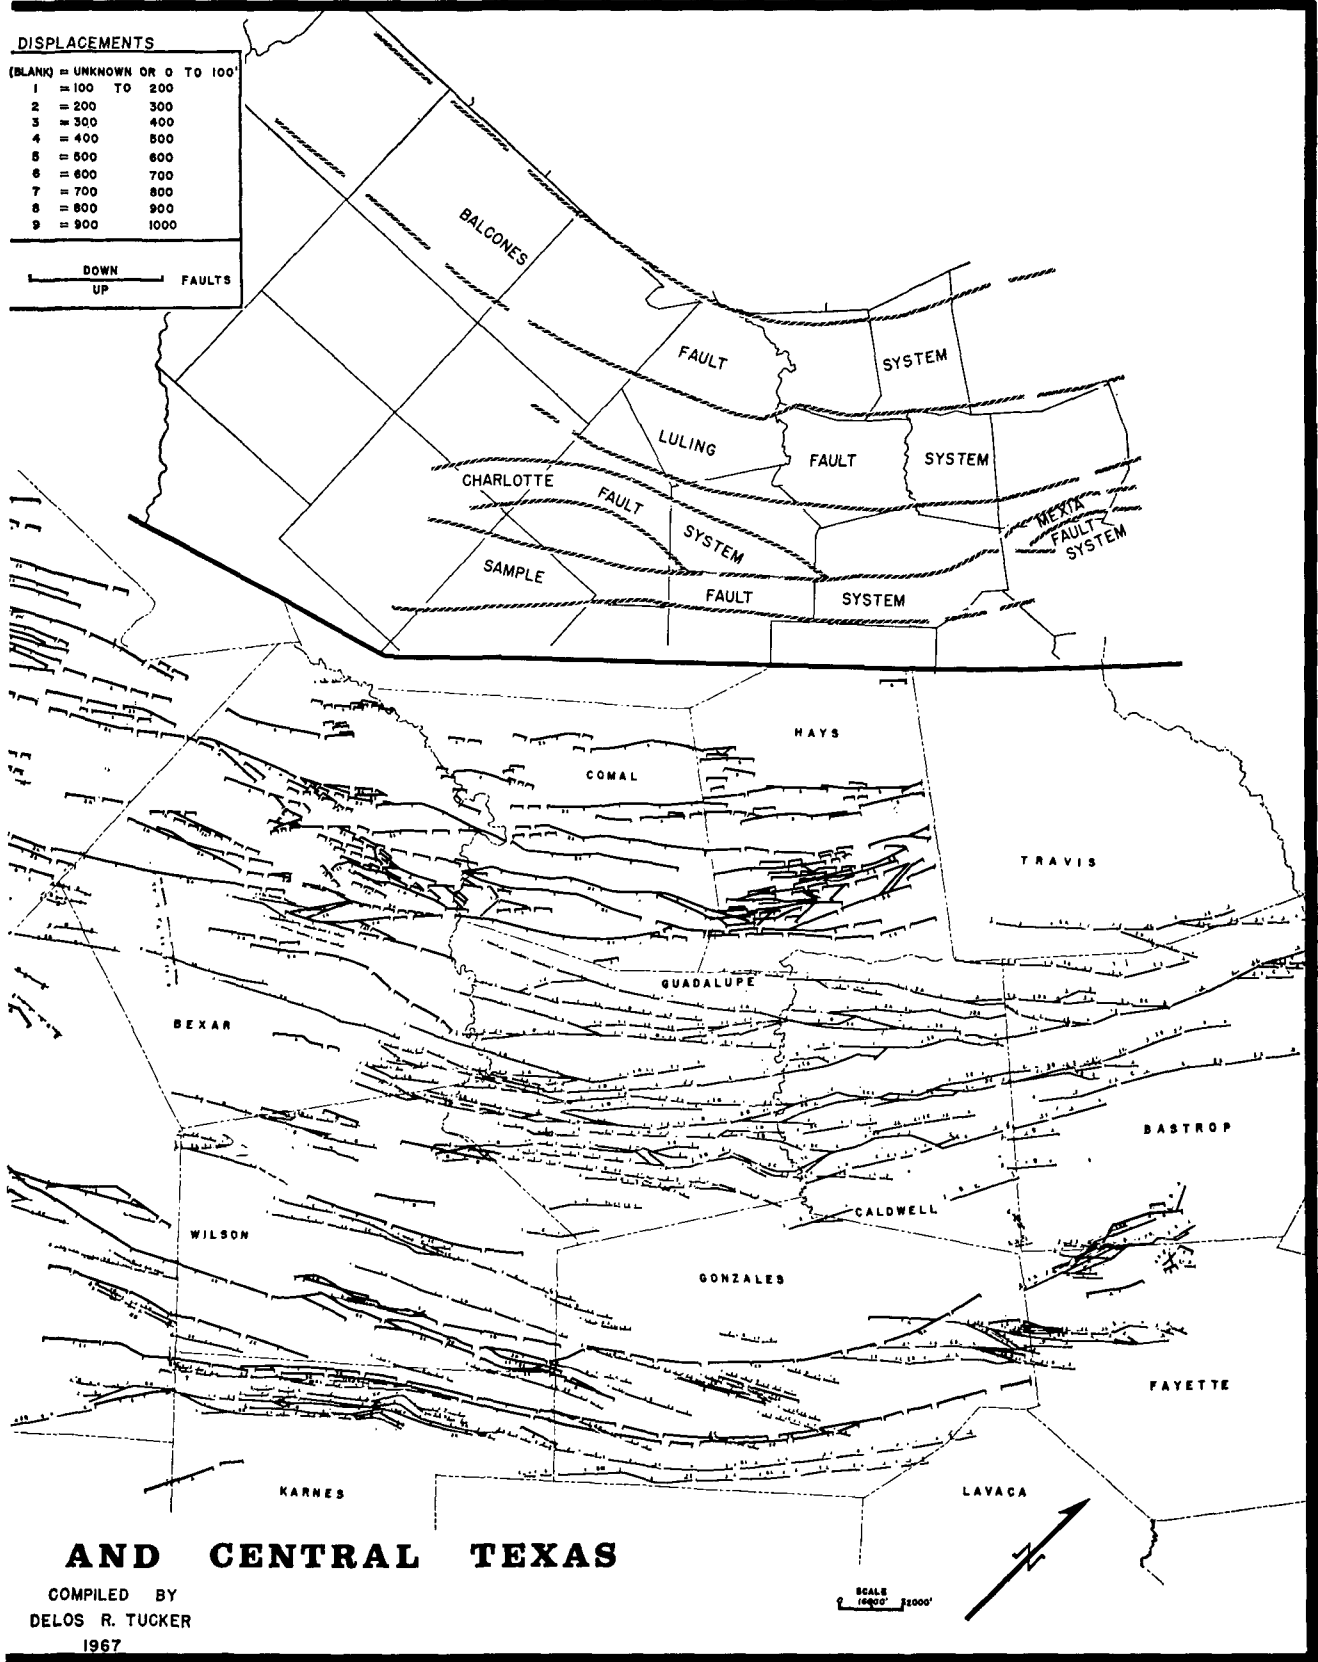 DISPLACEMENTS
(BLANK) = UNKNOWN OR 0 TO 100'
1 = 100 TO 200
2 = 200 300
3 = 300 400
4 = 400 500
5 = 500 600
6 = 600 700
7 = 700 800
8 = 800 900
9 = 900 1000
DOWN
UP
FAULTS
BALCONES
FAULT
SYSTEM
LULING
FAULT
SYSTEM
CHARLOTTE
FAULT
SYSTEM
MEXIA
FAULT
SYSTEM
SAMPLE
FAULT
SYSTEM
HAYS
COMAL
TRAVIS
GUADALUPE
BEXAR
BASTROP
CALDWELL
WILSON
GONZALES
FAYETTE
KARNES
LAVACA
AND CENTRAL TEXAS
COMPILED BY
DELOS R. TUCKER
1967
SCALE
0 16000' 32000'
N